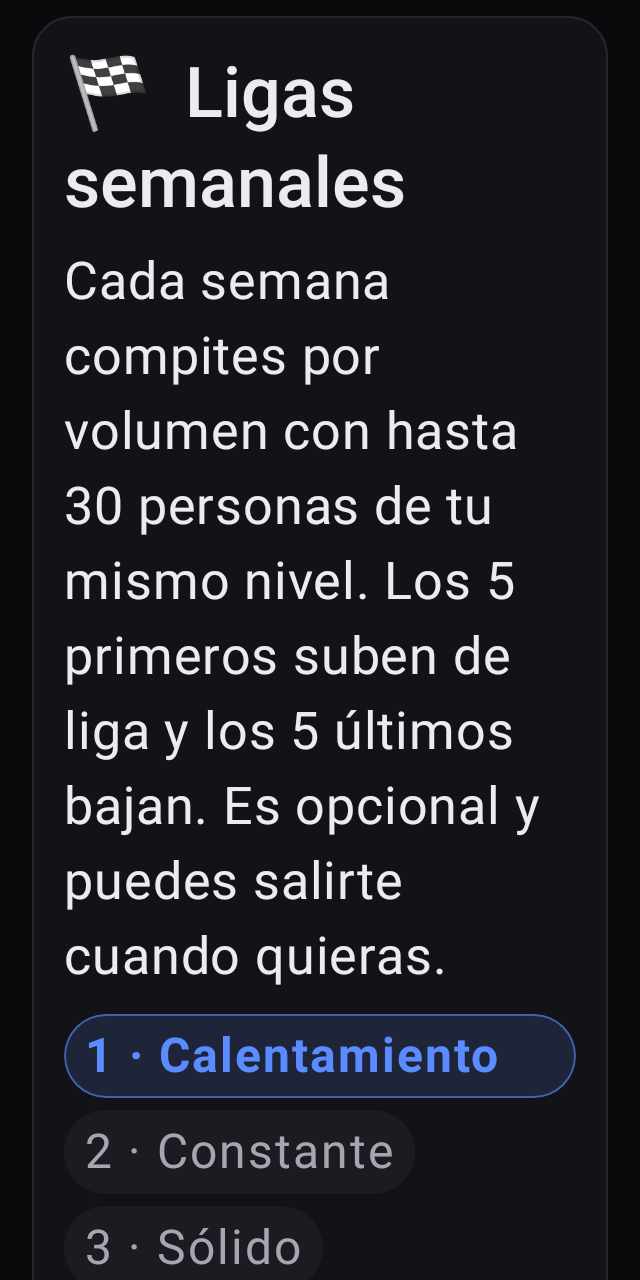 🏁 Ligas
semanales
Cada semana
compites por
volumen con hasta
30 personas de tu
mismo nivel. Los 5
primeros suben de
liga y los 5 últimos
bajan. Es opcional y
puedes salirte
cuando quieras.
1 · Calentamiento
2 · Constante
3 · Sólido